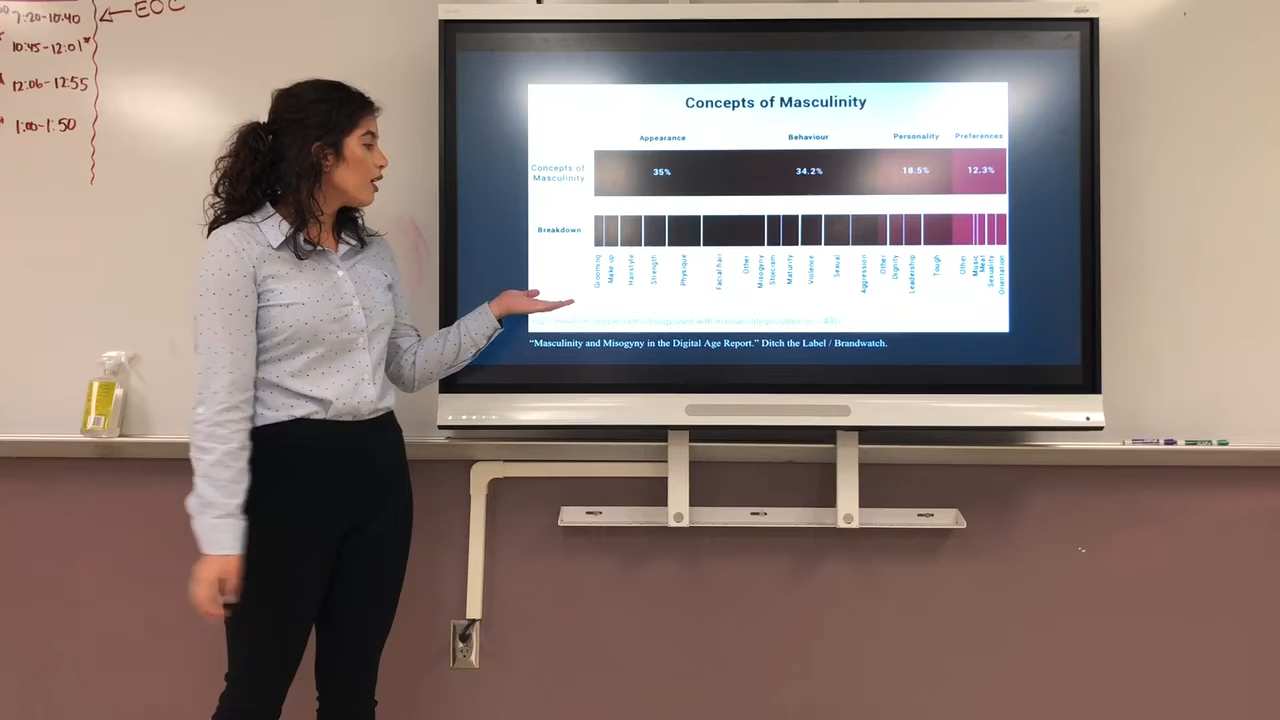 7:20-10:40
EOC
10:45-12:01*
12:06-12:55
1:00-1:50
Concepts of Masculinity
Appearance Behaviour Personality Preferences
Concepts of
Masculinity
35% 34.2% 18.5% 12.3%
Breakdown
Grooming
Make up
Hairstyle
Strength
Physique
Facial hair
Other
Misogyny
Stoicism
Maturity
Violence
Sexual
Aggression
Other
Dignity
Leadership
Tough
Other
Music
Meal
Sexuality
Orientation
“Masculinity and Misogyny in the Digital Age Report.” Ditch the Label / Brandwatch.